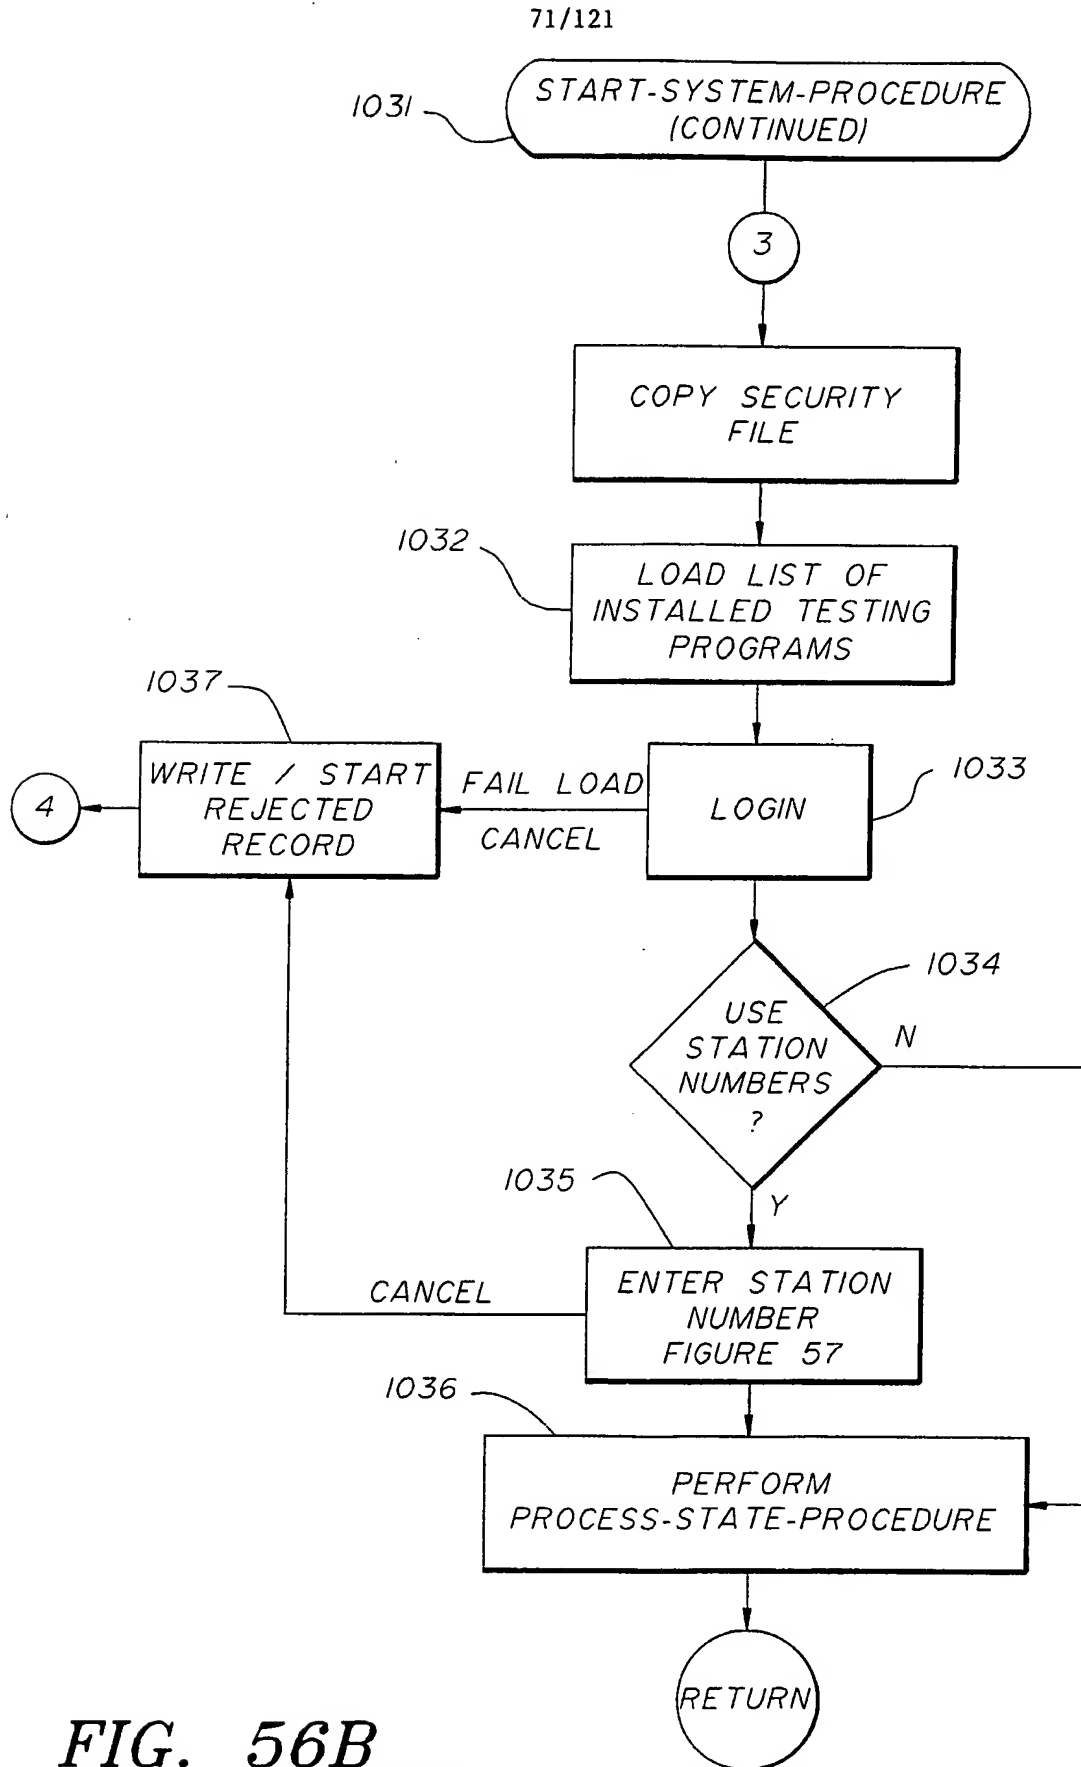 71/121
START-SYSTEM-PROCEDURE
(CONTINUED)
1031
3
COPY SECURITY
FILE
1032
LOAD LIST OF
INSTALLED TESTING
PROGRAMS
1037
WRITE / START
REJECTED
RECORD
4
FAIL LOAD
CANCEL
LOGIN
1033
1034
USE
STATION
NUMBERS
?
N
Y
1035
ENTER STATION
NUMBER
FIGURE 57
CANCEL
1036
PERFORM
PROCESS-STATE-PROCEDURE
RETURN
FIG. 56B